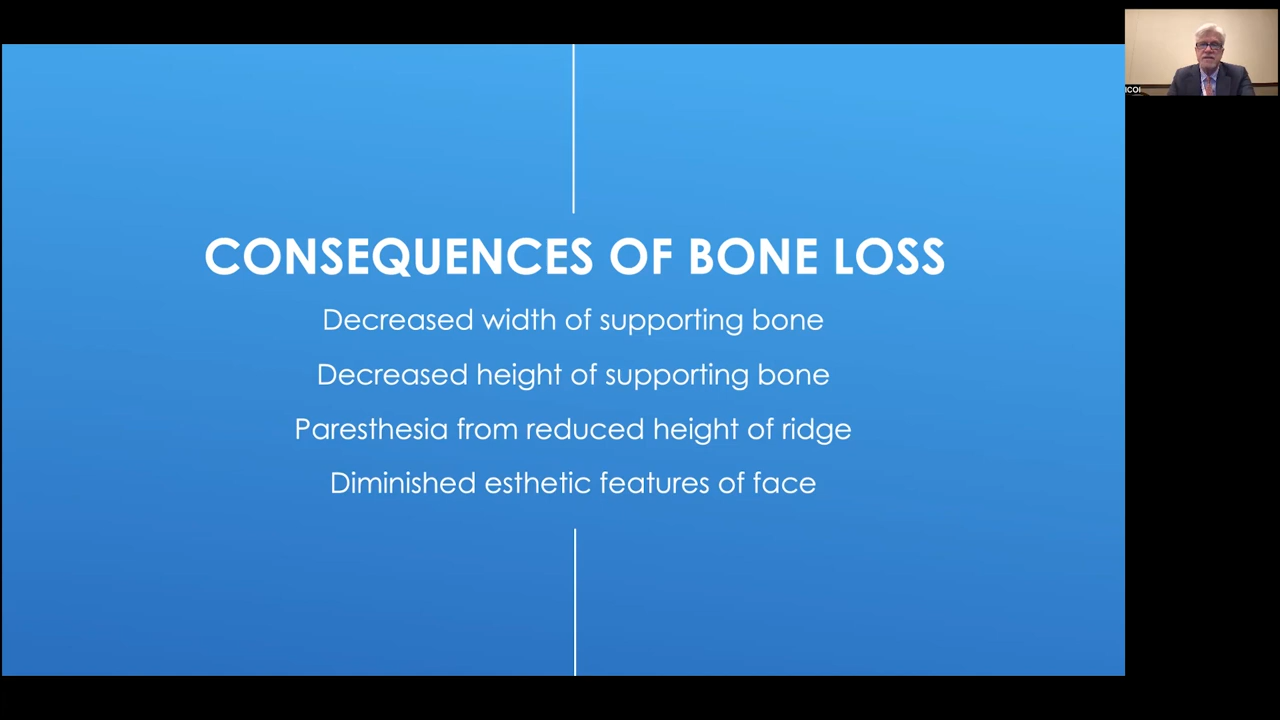 CONSEQUENCES OF BONE LOSS
Decreased width of supporting bone
Decreased height of supporting bone
Paresthesia from reduced height of ridge
Diminished esthetic features of face
ICOI